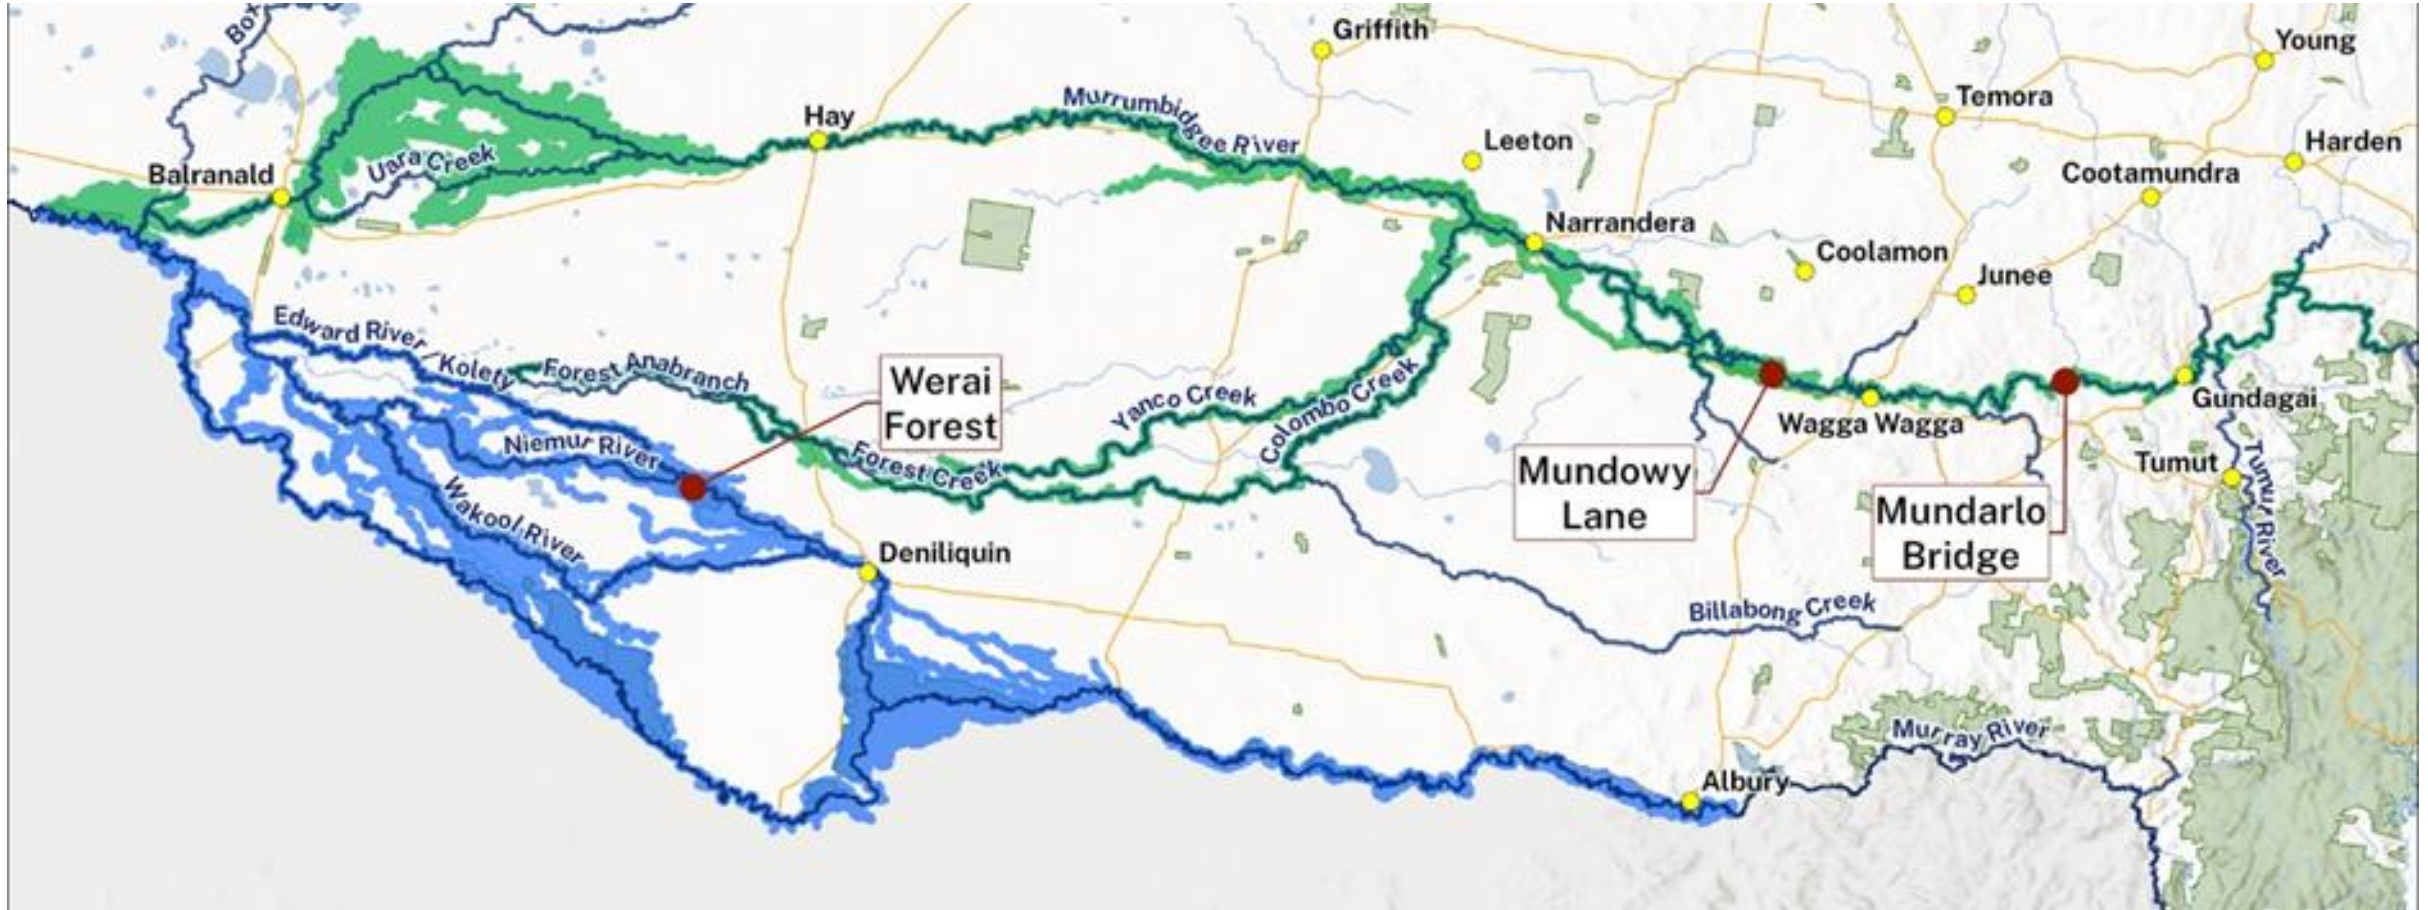 Box
Griffith
Young
Temora
Murrumbidgee River
Hay
Leeton
Harden
Uara Creek
Balranald
Cootamundra
Narrandera
Coolamon
Junee
Edward River/Kolety
Forest Anabranch
Werai
Forest
Yanco Creek
Colombo Creek
Wagga Wagga
Gundagai
Niemur River
Forest Creek
Mundowy
Lane
Tumut
Tumut River
Wakool River
Mundarlo
Bridge
Deniliquin
Billabong Creek
Murray River
Albury